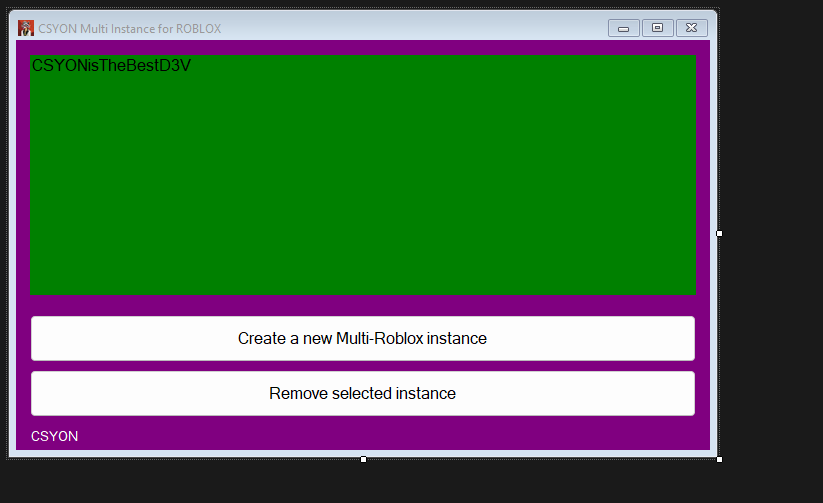 CSYON Multi Instance for ROBLOX
CSYONisTheBestD3V
Create a new Multi-Roblox instance
Remove selected instance
CSYON